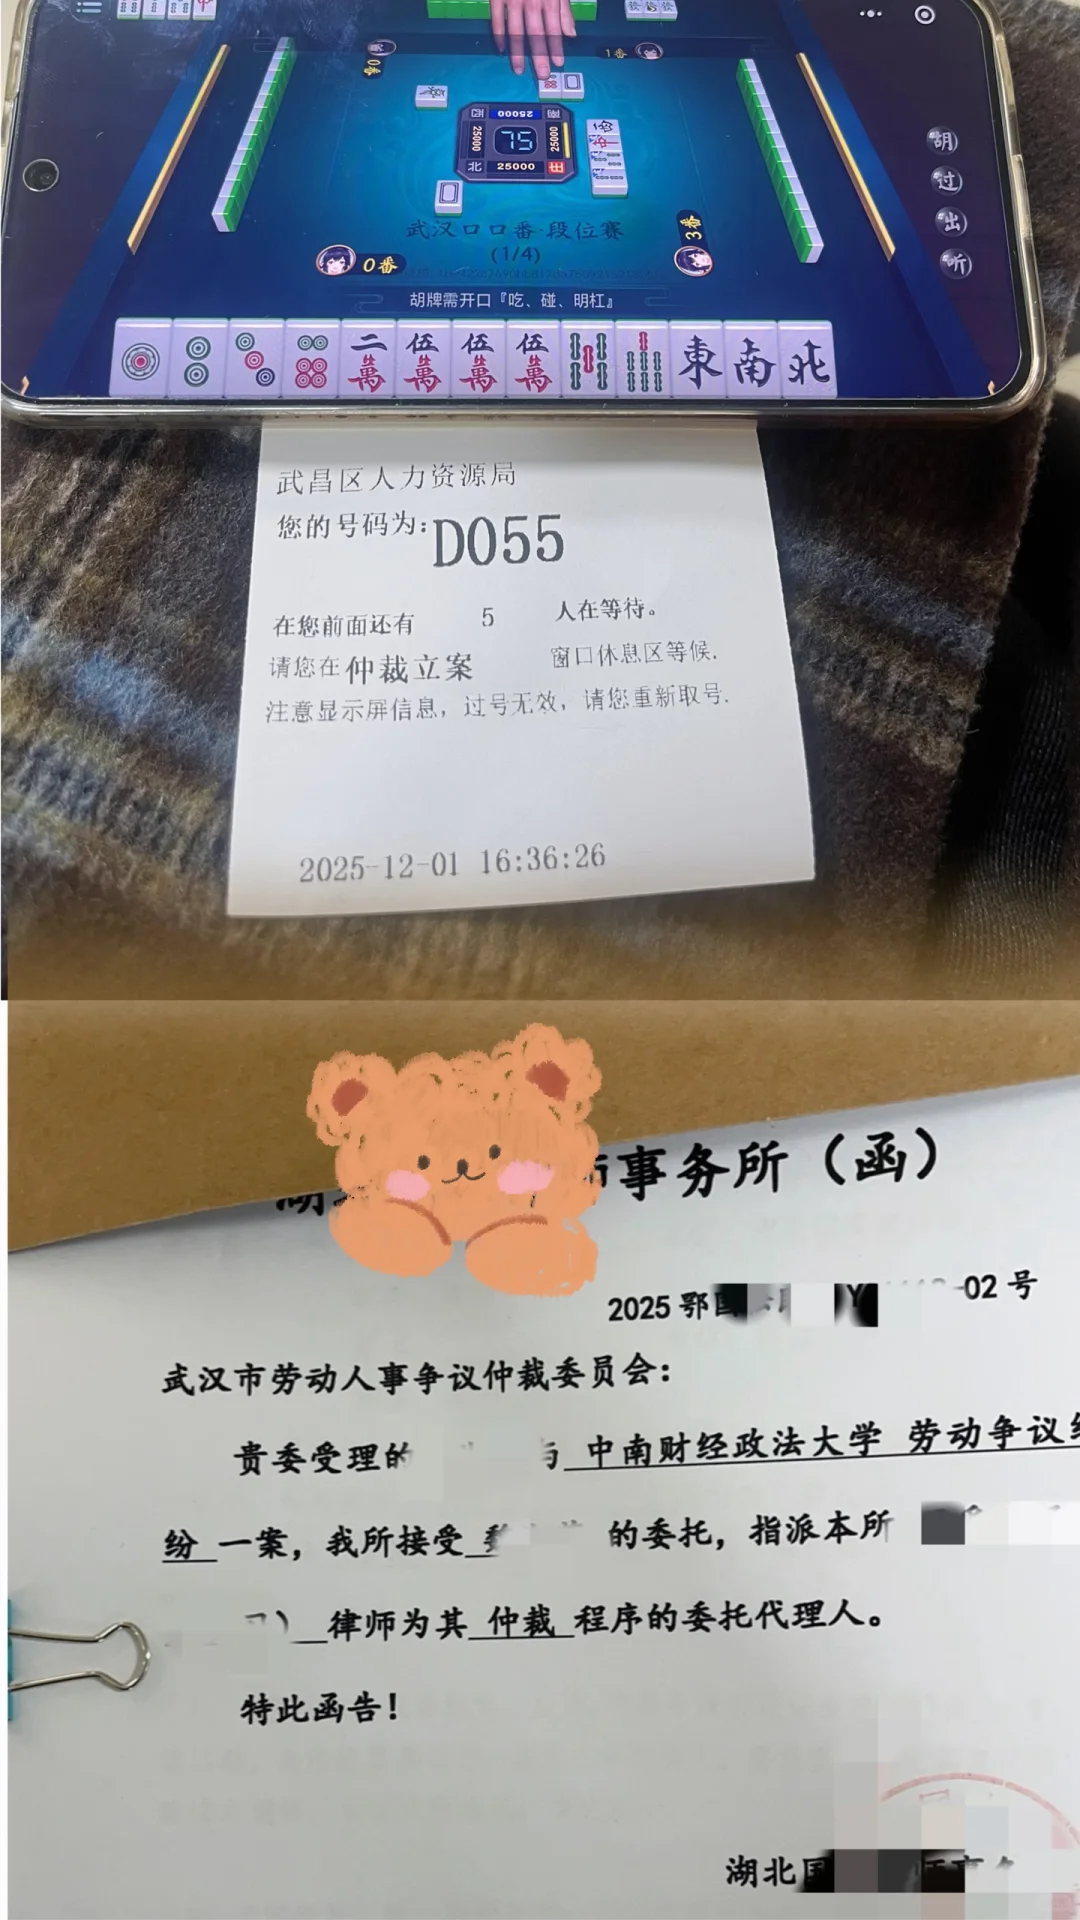 1番
0番
25000
25000
75
25000
北
25000
庄
武汉口口番·段位赛
(1/4)
0番
3番
胡牌需开口『吃、碰、明杠』
胡
过
出
听
二萬 伍萬 伍萬 伍萬 東 南 北
武昌区人力资源局
您的号码为:D055
在您前面还有 5 人在等待。
请您在仲裁立案 窗口休息区等候.
注意显示屏信息，过号无效，请您重新取号.
2025-12-01 16:36:26
事务所（函）
2025 鄂 -02 号
武汉市劳动人事争议仲裁委员会：
贵委受理的 与 中南财经政法大学 劳动争议
纷 一案，我所接受 的委托，指派本所
律师为其 仲裁 程序的委托代理人。
特此函告！
湖北